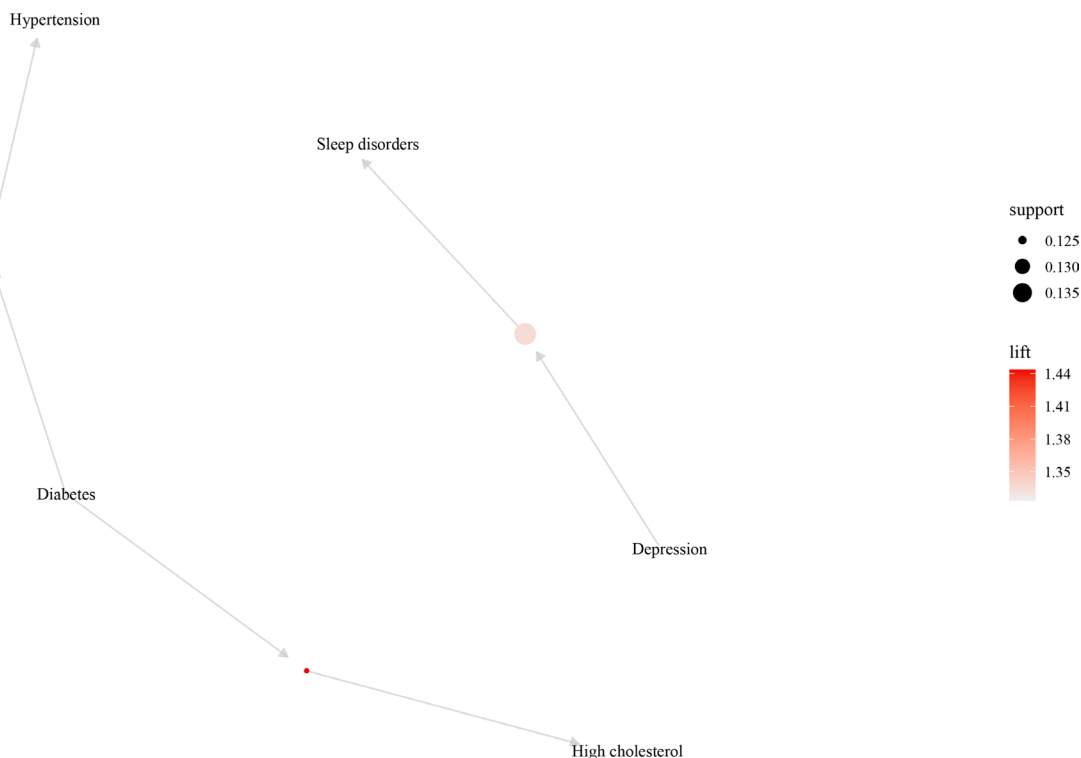 Hypertension
Sleep disorders
Diabetes
Depression
High cholesterol
support
0.125
0.130
0.135
lift
1.44
1.41
1.38
1.35